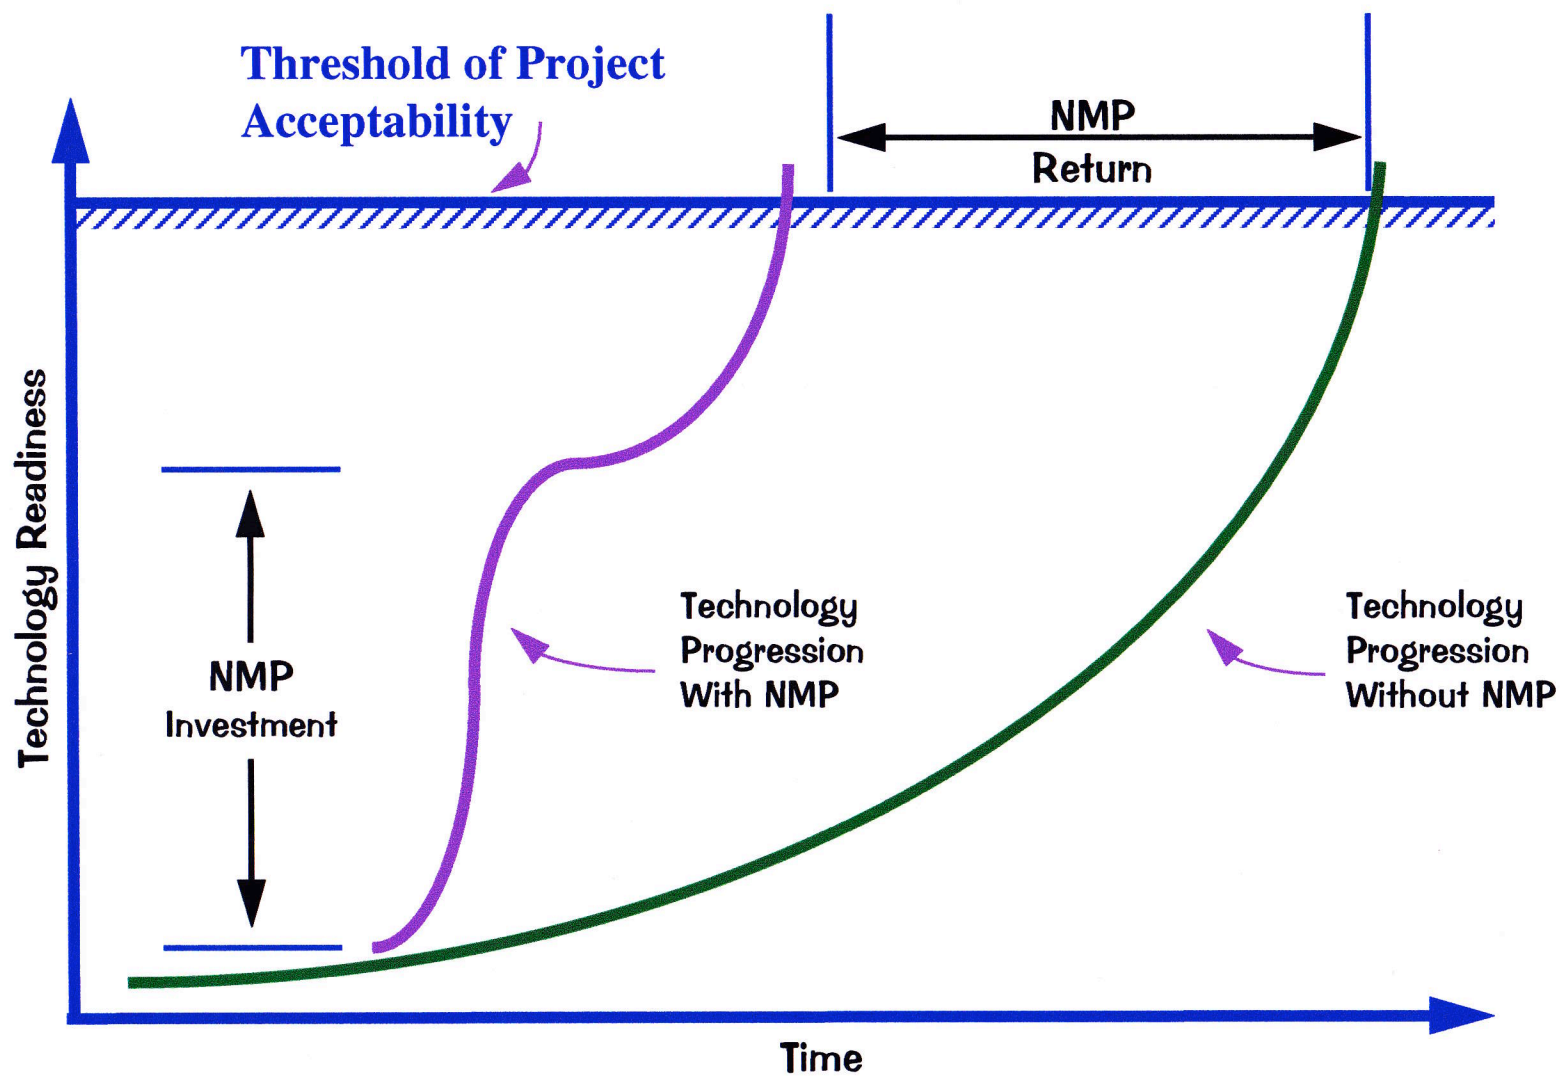 Threshold of Project
Acceptability
NMP
Return
Technology Readiness
NMP
Investment
Technology
Progression
With NMP
Technology
Progression
Without NMP
Time